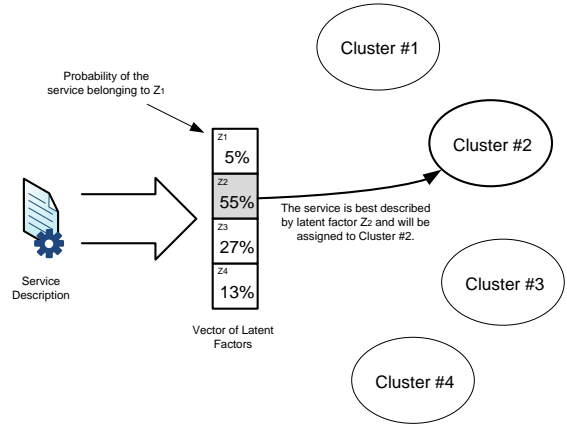 Cluster #1
Probability of the
service belonging to Z1
Z1
5%
Cluster #2
Z2
55%
The service is best described
by latent factor Z2 and will be
assigned to Cluster #2.
Z3
27%
Z4
13%
Service
Description
Cluster #3
Vector of Latent
Factors
Cluster #4